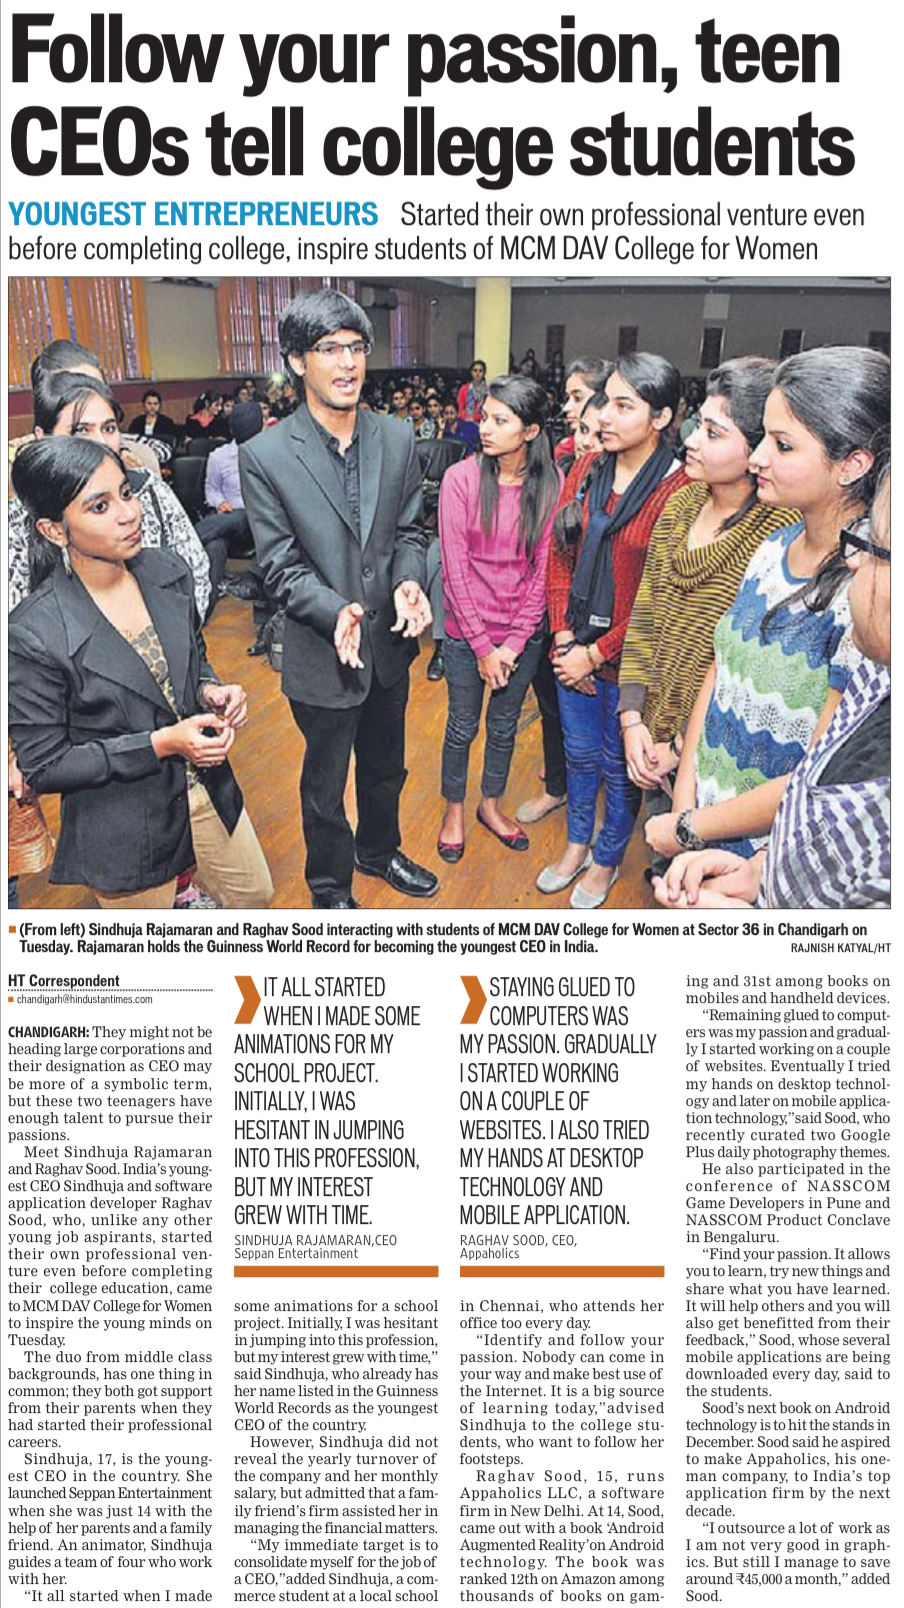 Follow your passion, teen
CEOs tell college students
YOUNGEST ENTREPRENEURS Started their own professional venture even
before completing college, inspire students of MCM DAV College for Women
(From left) Sindhuja Rajamaran and Raghav Sood interacting with students of MCM DAV College for Women at Sector 36 in Chandigarh on
Tuesday. Rajamaran holds the Guinness World Record for becoming the youngest CEO in India.
RAJNISH KATYAL/HT
HT Correspondent
chandigarh@hindustantimes.com
CHANDIGARH: They might not be
heading large corporations and
their designation as CEO may
be more of a symbolic term,
but these two teenagers have
enough talent to pursue their
passions.
Meet Sindhuja Rajamaran
and Raghav Sood. India's young-
est CEO Sindhuja and software
application developer Raghav
Sood, who, unlike any other
young job aspirants, started
their own professional ven-
ture even before completing
their college education, came
to MCM DAV College for Women
to inspire the young minds on
Tuesday.
The duo from middle class
backgrounds, has one thing in
common; they both got support
from their parents when they
had started their professional
careers.
Sindhuja, 17, is the young-
est CEO in the country. She
launched Seppan Entertainment
when she was just 14 with the
help of her parents and a family
friend. An animator, Sindhuja
guides a team of four who work
with her.
"It all started when I made
IT ALL STARTED
WHEN I MADE SOME
ANIMATIONS FOR MY
SCHOOL PROJECT.
INITIALLY, I WAS
HESITANT IN JUMPING
INTO THIS PROFESSION,
BUT MY INTEREST
GREW WITH TIME.
SINDHUJA RAJAMARAN,CEO
Seppan Entertainment
some animations for a school
project. Initially, I was hesitant
in jumping into this profession,
but my interest grew with time,"
said Sindhuja, who already has
her name listed in the Guinness
World Records as the youngest
CEO of the country.
However, Sindhuja did not
reveal the yearly turnover of
the company and her monthly
salary, but admitted that a fam-
ily friend's firm assisted her in
managing the financial matters.
"My immediate target is to
consolidate myself for the job of
a CEO,"added Sindhuja, a com-
merce student at a local school
STAYING GLUED TO
COMPUTERS WAS
MY PASSION. GRADUALLY
I STARTED WORKING
ON A COUPLE OF
WEBSITES. I ALSO TRIED
MY HANDS AT DESKTOP
TECHNOLOGY AND
MOBILE APPLICATION.
RAGHAV SOOD, CEO,
Appaholics
in Chennai, who attends her
office too every day.
"Identify and follow your
passion. Nobody can come in
your way and make best use of
the Internet. It is a big source
of learning today,"advised
Sindhuja to the college stu-
dents, who want to follow her
footsteps.
Raghav Sood, 15, runs
Appaholics LLC, a software
firm in New Delhi. At 14, Sood,
came out with a book 'Android
Augmented Reality'on Android
technology. The book was
ranked 12th on Amazon among
thousands of books on gam-
ing and 31st among books on
mobiles and handheld devices.
"Remaining glued to comput-
ers was my passion and gradual-
ly I started working on a couple
of websites. Eventually I tried
my hands on desktop technol-
ogy and later on mobile applica-
tion technology,"said Sood, who
recently curated two Google
Plus daily photography themes.
He also participated in the
conference of NASSCOM
Game Developers in Pune and
NASSCOM Product Conclave
in Bengaluru.
"Find your passion. It allows
you to learn, try new things and
share what you have learned.
It will help others and you will
also get benefitted from their
feedback," Sood, whose several
mobile applications are being
downloaded every day, said to
the students.
Sood's next book on Android
technology is to hit the stands in
December. Sood said he aspired
to make Appaholics, his one-
man company, to India's top
application firm by the next
decade.
"I outsource a lot of work as
I am not very good in graph-
ics. But still I manage to save
around ₹45,000 a month," added
Sood.